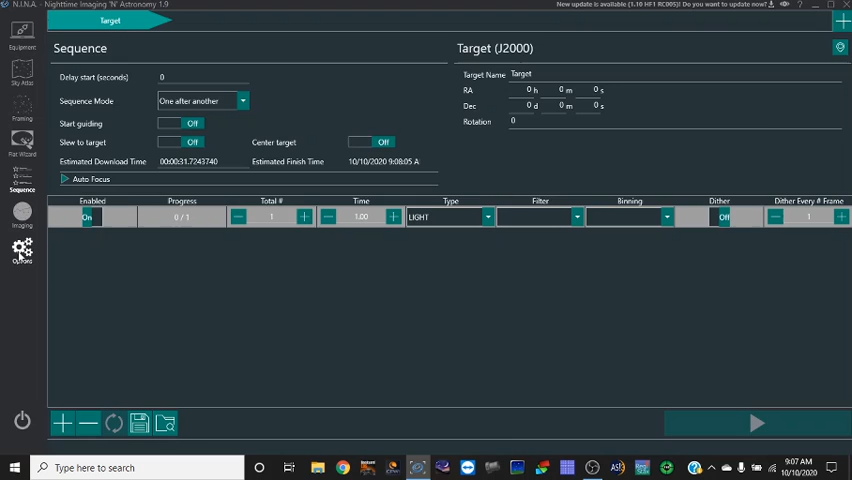 N.I.N.A. - Nighttime Imaging 'N' Astronomy 1.9
New update is available (1.10 HF1 RC005)! Do you want to update now?
Equipment
Sky Atlas
Framing
Flat Wizard
Sequence
Imaging
Options
Target
Sequence
Delay start (seconds) 0
Sequence Mode One after another
Start guiding Off
Slew to target Off Center target Off
Estimated Download Time 00:00:31.7243740 Estimated Finish Time 10/10/2020 9:08:05 A
Auto Focus
Target (J2000)
Target Name Target
RA 0 h 0 m 0 s
Dec 0 d 0 m 0 s
Rotation 0
Enabled Progress Total # Time Type Filter Binning Dither Dither Every # Frame
On 0 / 1 1 1.00 LIGHT Off 1
Type here to search
9:07 AM
10/10/2020